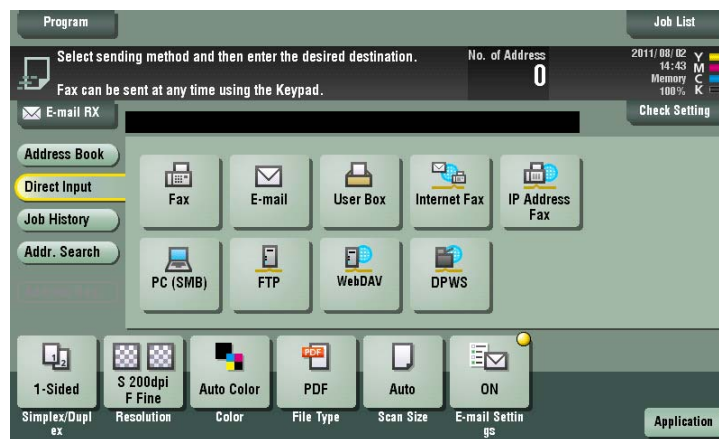 Program
Job List
Select sending method and then enter the desired destination.
No. of Address
0
2011/08/02
14:43
Memory
100%
Y
M
C
K
Fax can be sent at any time using the Keypad.
E-mail RX
Check Setting
Address Book
Direct Input
Job History
Addr. Search
Fax
E-mail
User Box
Internet Fax
IP Address
Fax
PC (SMB)
FTP
WebDAV
DPWS
1-Sided
S 200dpi
F Fine
Auto Color
PDF
PDF
Auto
ON
Simplex/Dupl
ex
Resolution
Color
File Type
Scan Size
E-mail Settin
gs
Application